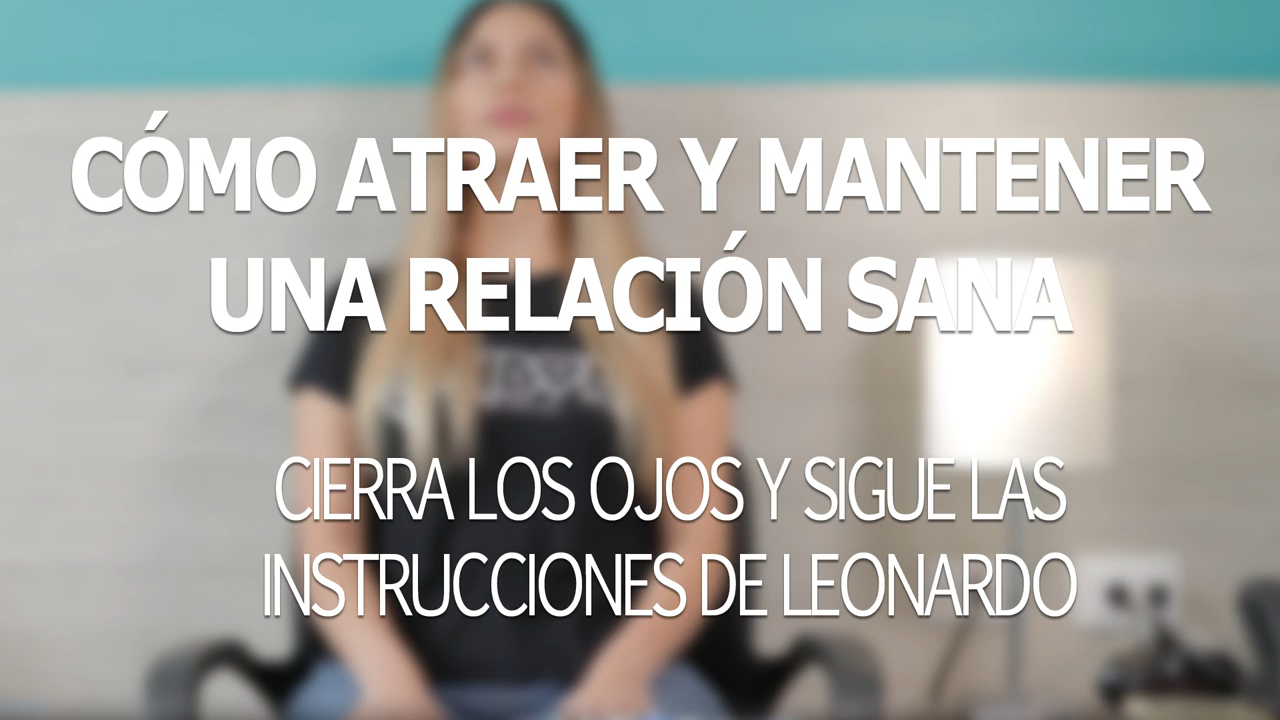 CÓMO ATRAER Y MANTENER
UNA RELACIÓN SANA
CIERRA LOS OJOS Y SIGUE LAS
INSTRUCCIONES DE LEONARDO